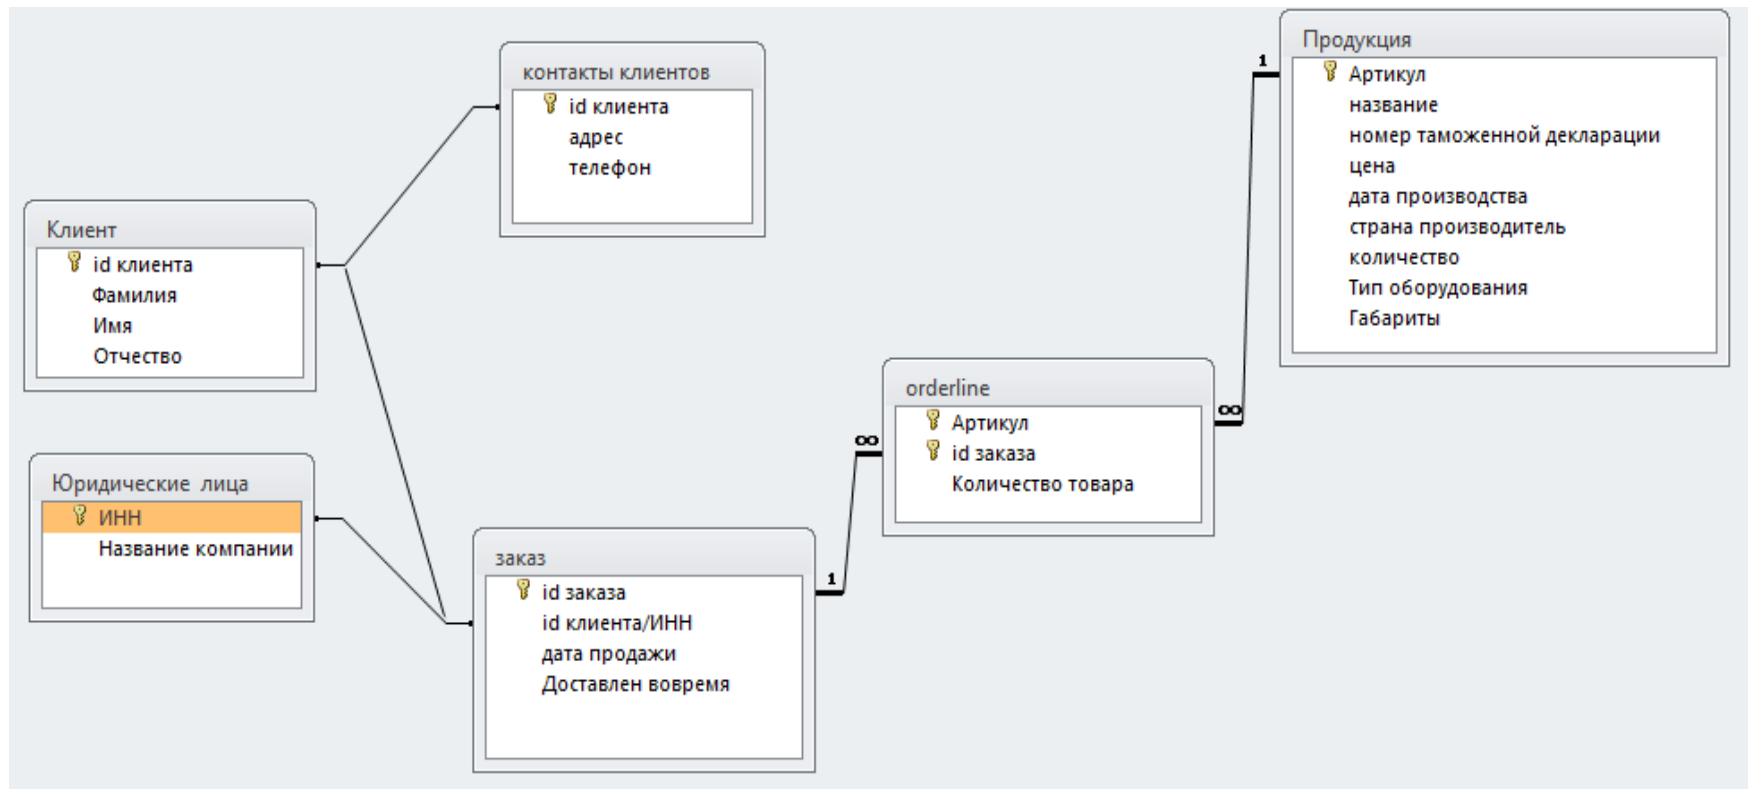 контакты клиентов
id клиента
адрес
телефон
Клиент
id клиента
Фамилия
Имя
Отчество
Юридические лица
ИНН
Название компании
заказ
id заказа
id клиента/ИНН
дата продажи
Доставлен вовремя
1
∞
orderline
Артикул
id заказа
Количество товара
∞
1
Продукция
Артикул
название
номер таможенной декларации
цена
дата производства
страна производитель
количество
Тип оборудования
Габариты